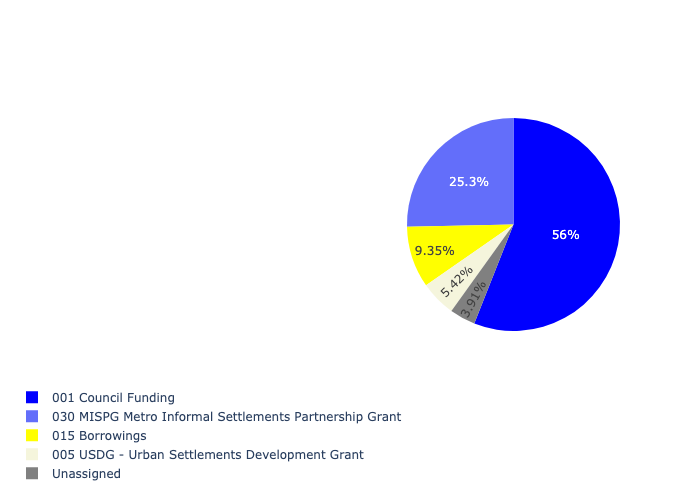 25.3%
56%
9.35%
5.42%
3.91%
001 Council Funding
030 MISPG Metro Informal Settlements Partnership Grant
015 Borrowings
005 USDG - Urban Settlements Development Grant
Unassigned